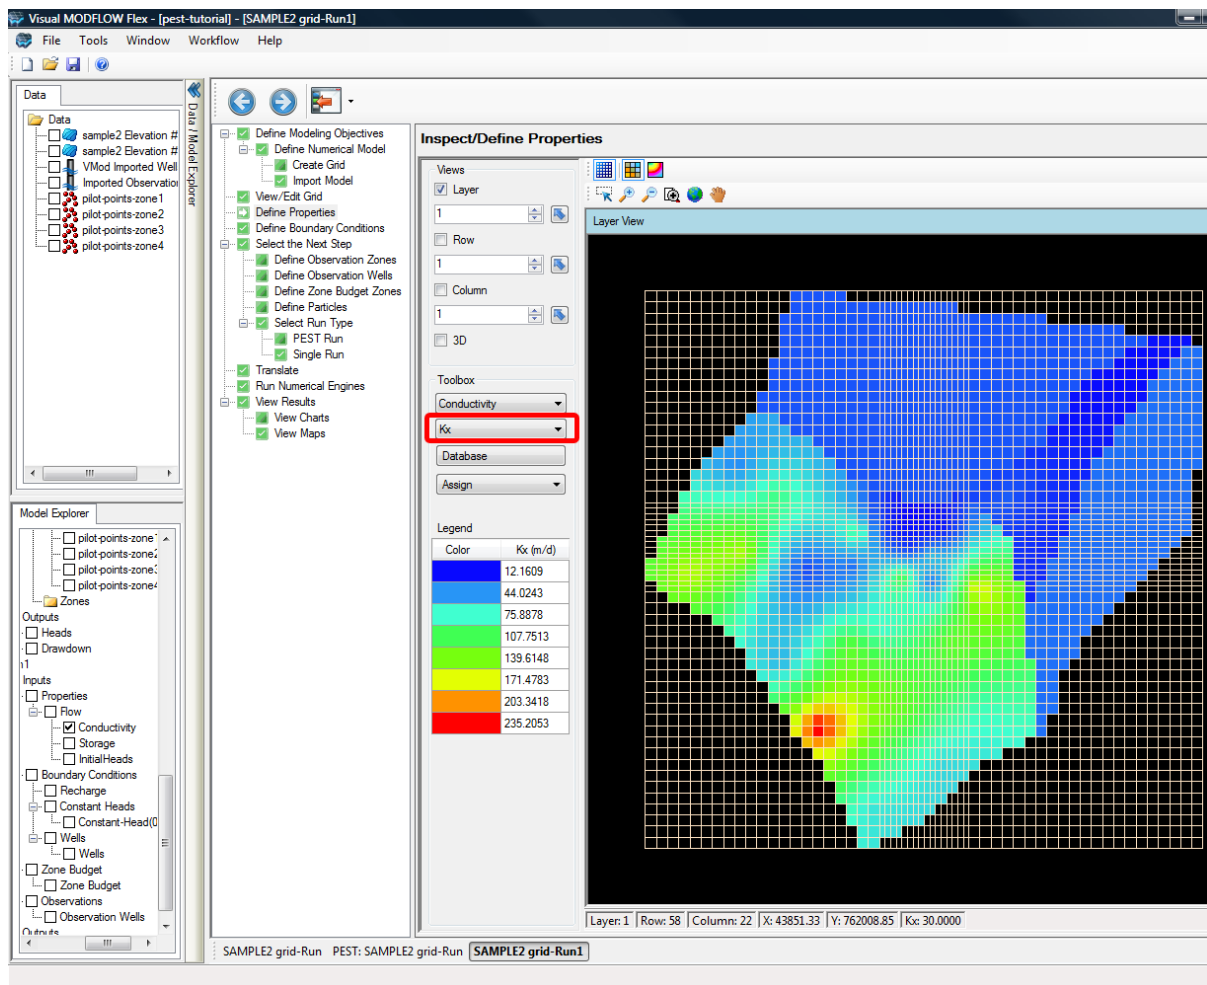 Visual MODFLOW Flex - [pest-tutorial] - [SAMPLE2 grid-Run1]
File Tools Window Workflow Help
Data
Data
sample2 Elevation #
sample2 Elevation #
VMod Imported Well
Imported Observation
pilot-points-zone1
pilot-points-zone2
pilot-points-zone3
pilot-points-zone4
Data / Model Explorer
Model Explorer
pilot-points-zone1
pilot-points-zone2
pilot-points-zone3
pilot-points-zone4
Zones
Outputs
Heads
Drawdown
n1
Inputs
Properties
Flow
Conductivity
Storage
InitialHeads
Boundary Conditions
Recharge
Constant Heads
Constant-Head(0
Wells
Wells
Zone Budget
Zone Budget
Observations
Observation Wells
Outputs
Define Modeling Objectives
Define Numerical Model
Create Grid
Import Model
View/Edit Grid
Define Properties
Define Boundary Conditions
Select the Next Step
Define Observation Zones
Define Observation Wells
Define Zone Budget Zones
Define Particles
Select Run Type
PEST Run
Single Run
Translate
Run Numerical Engines
View Results
View Charts
View Maps
Inspect/Define Properties
Views
Layer
1
Row
1
Column
1
3D
Toolbox
Conductivity
Kx
Database
Assign
Legend
Color Kx (m/d)
12.1609
44.0243
75.8878
107.7513
139.6148
171.4783
203.3418
235.2053
Layer View
Layer: 1 Row: 58 Column: 22 X: 43851.33 Y: 762008.85 Kx: 30.0000
SAMPLE2 grid-Run PEST: SAMPLE2 grid-Run SAMPLE2 grid-Run1